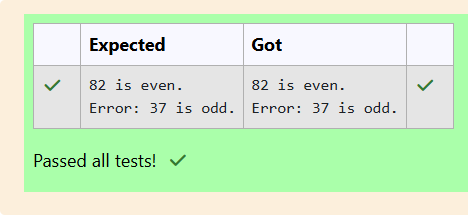 Expected Got
82 is even. 82 is even.
Error: 37 is odd. Error: 37 is odd.
Passed all tests!